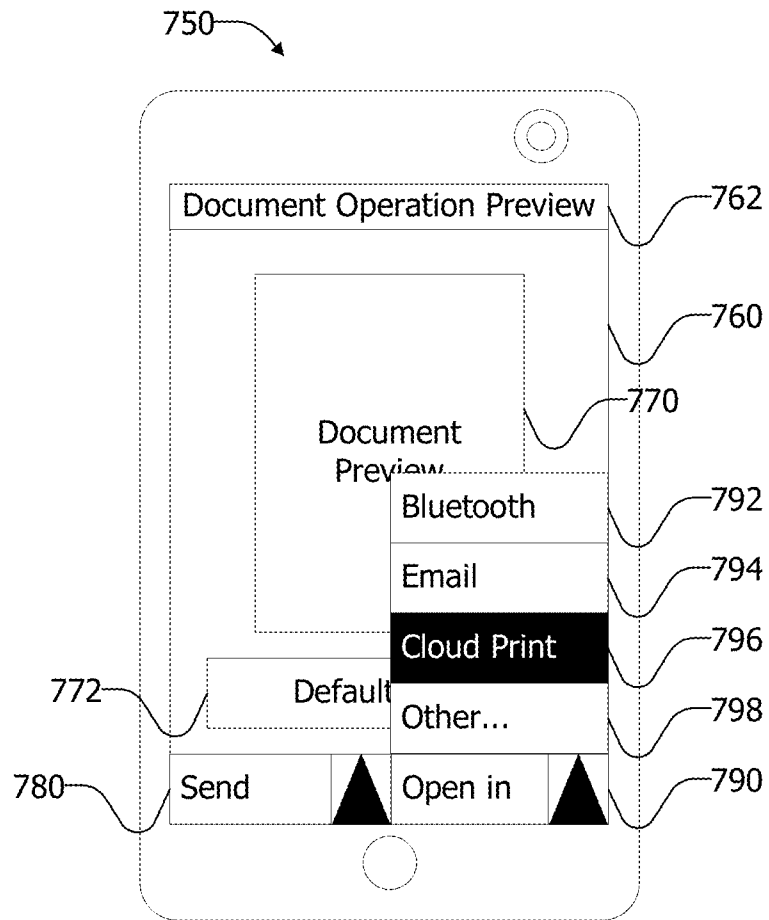 750
Document Operation Preview
762
760
770
Document
Preview
Bluetooth
792
Email
794
Cloud Print
796
772
Default
Other...
798
780
Send
Open in
790